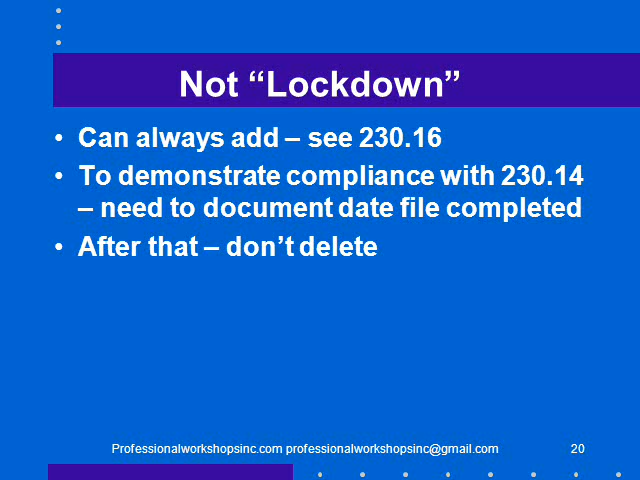 Not “Lockdown”
• Can always add – see 230.16
• To demonstrate compliance with 230.14
– need to document date file completed
• After that – don’t delete
Professionalworkshopsinc.com professionalworkshopsinc@gmail.com 20